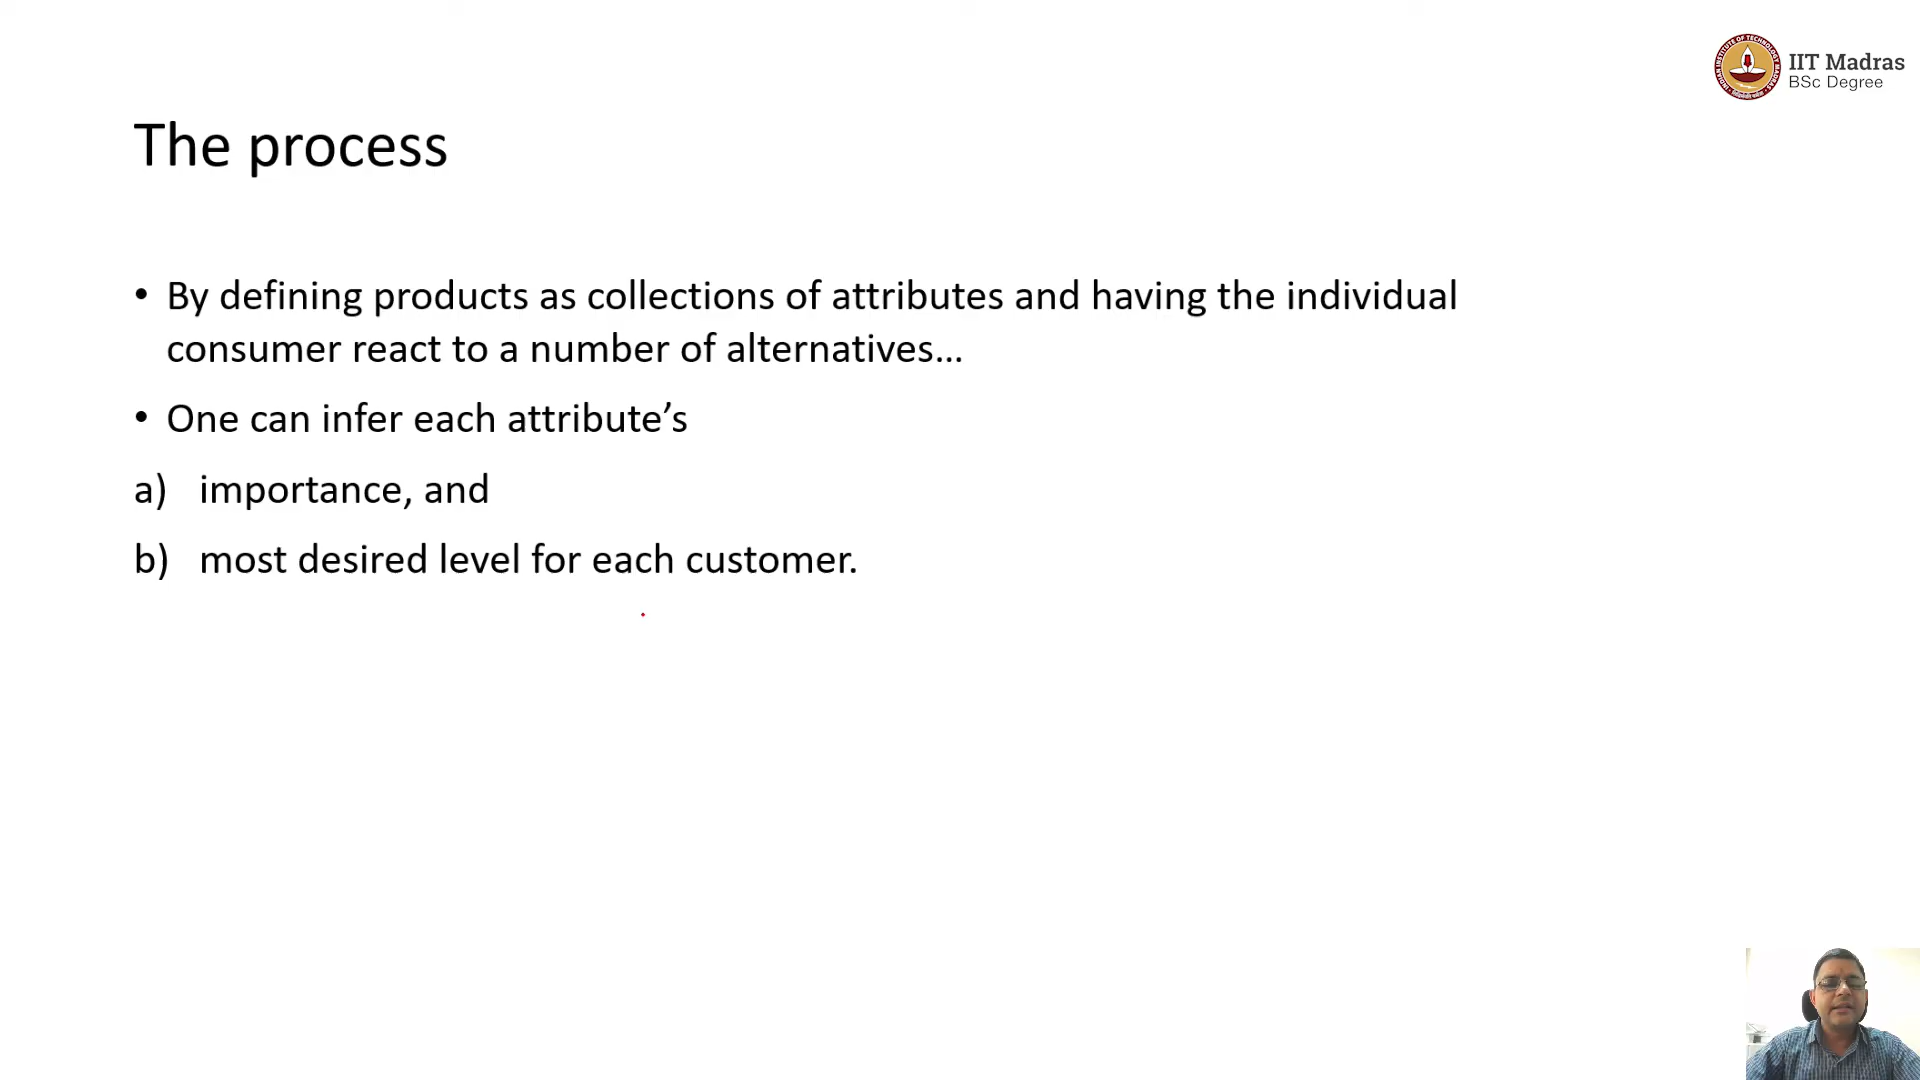 IIT Madras
BSc Degree
The process
• By defining products as collections of attributes and having the individual
consumer react to a number of alternatives…
• One can infer each attribute’s
a) importance, and
b) most desired level for each customer.